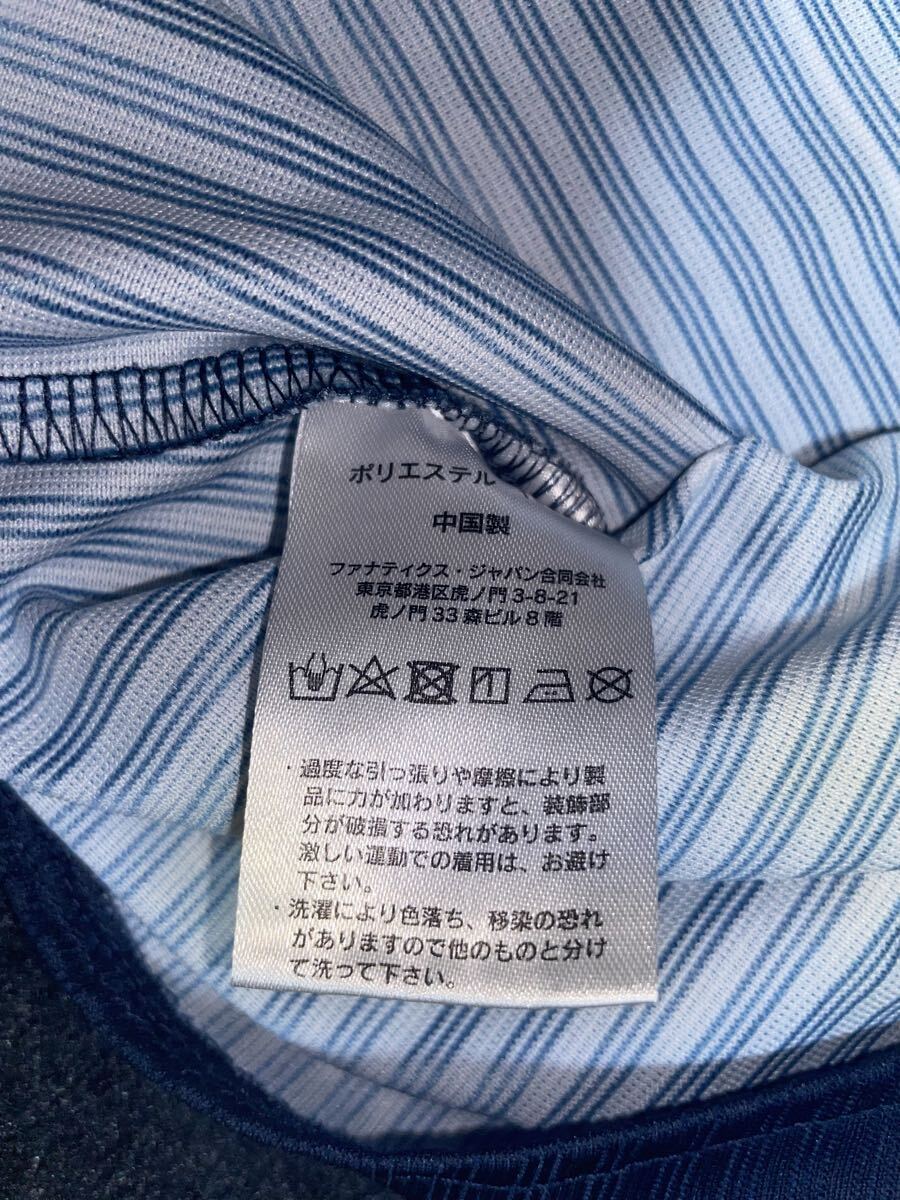 ポリエステル
中国製
ファナティクス・ジャパン合同会社
東京都港区虎ノ門3-8-21
虎ノ門33森ビル8階
・過度な引っ張りや摩擦により製
品に力が加わりますと、装飾部
分が破損する恐れがあります。
激しい運動での着用は、お避け
下さい。
・洗濯により色落ち、移染の恐れ
がありますので他のものと分け
て洗って下さい。